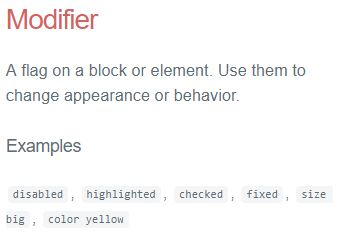 Modifier
A flag on a block or element. Use them to
change appearance or behavior.
Examples
disabled , highlighted , checked , fixed , size
big , color yellow